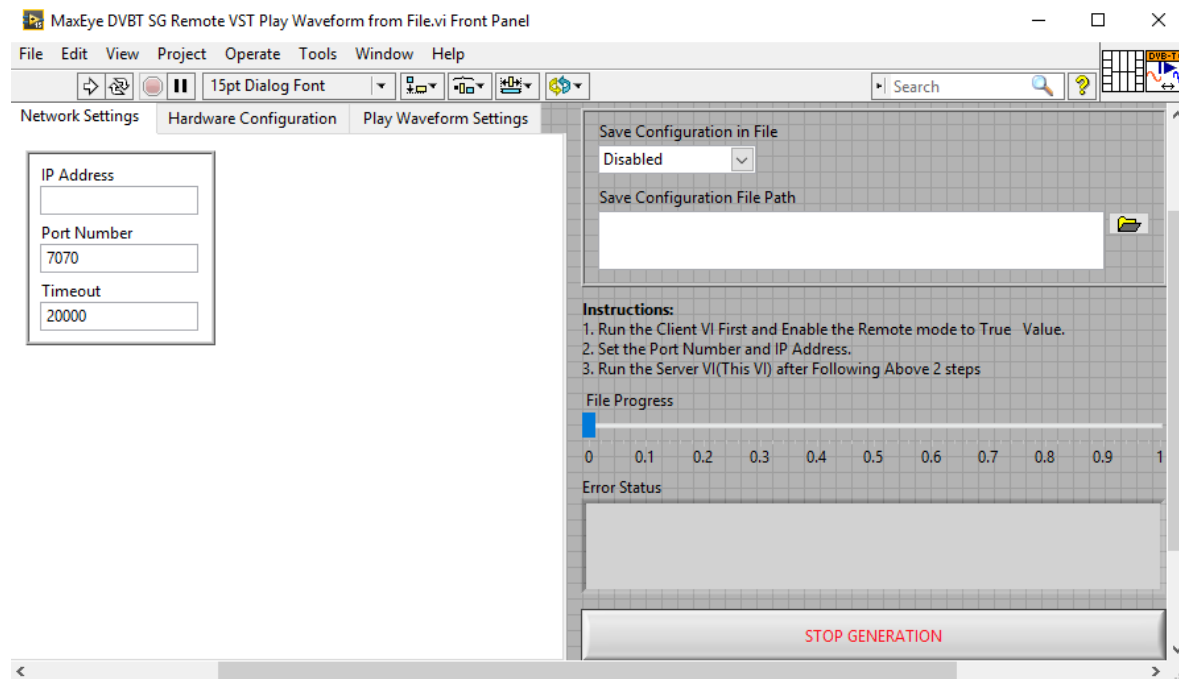 MaxEye DVBT SG Remote VST Play Waveform from File.vi Front Panel
File Edit View Project Operate Tools Window Help
15pt Dialog Font
Search
DVB-T
Network Settings Hardware Configuration Play Waveform Settings
IP Address
Port Number
7070
Timeout
20000
Save Configuration in File
Disabled
Save Configuration File Path
Instructions:
1. Run the Client VI First and Enable the Remote mode to True Value.
2. Set the Port Number and IP Address.
3. Run the Server VI(This VI) after Following Above 2 steps
File Progress
0 0.1 0.2 0.3 0.4 0.5 0.6 0.7 0.8 0.9 1
Error Status
STOP GENERATION